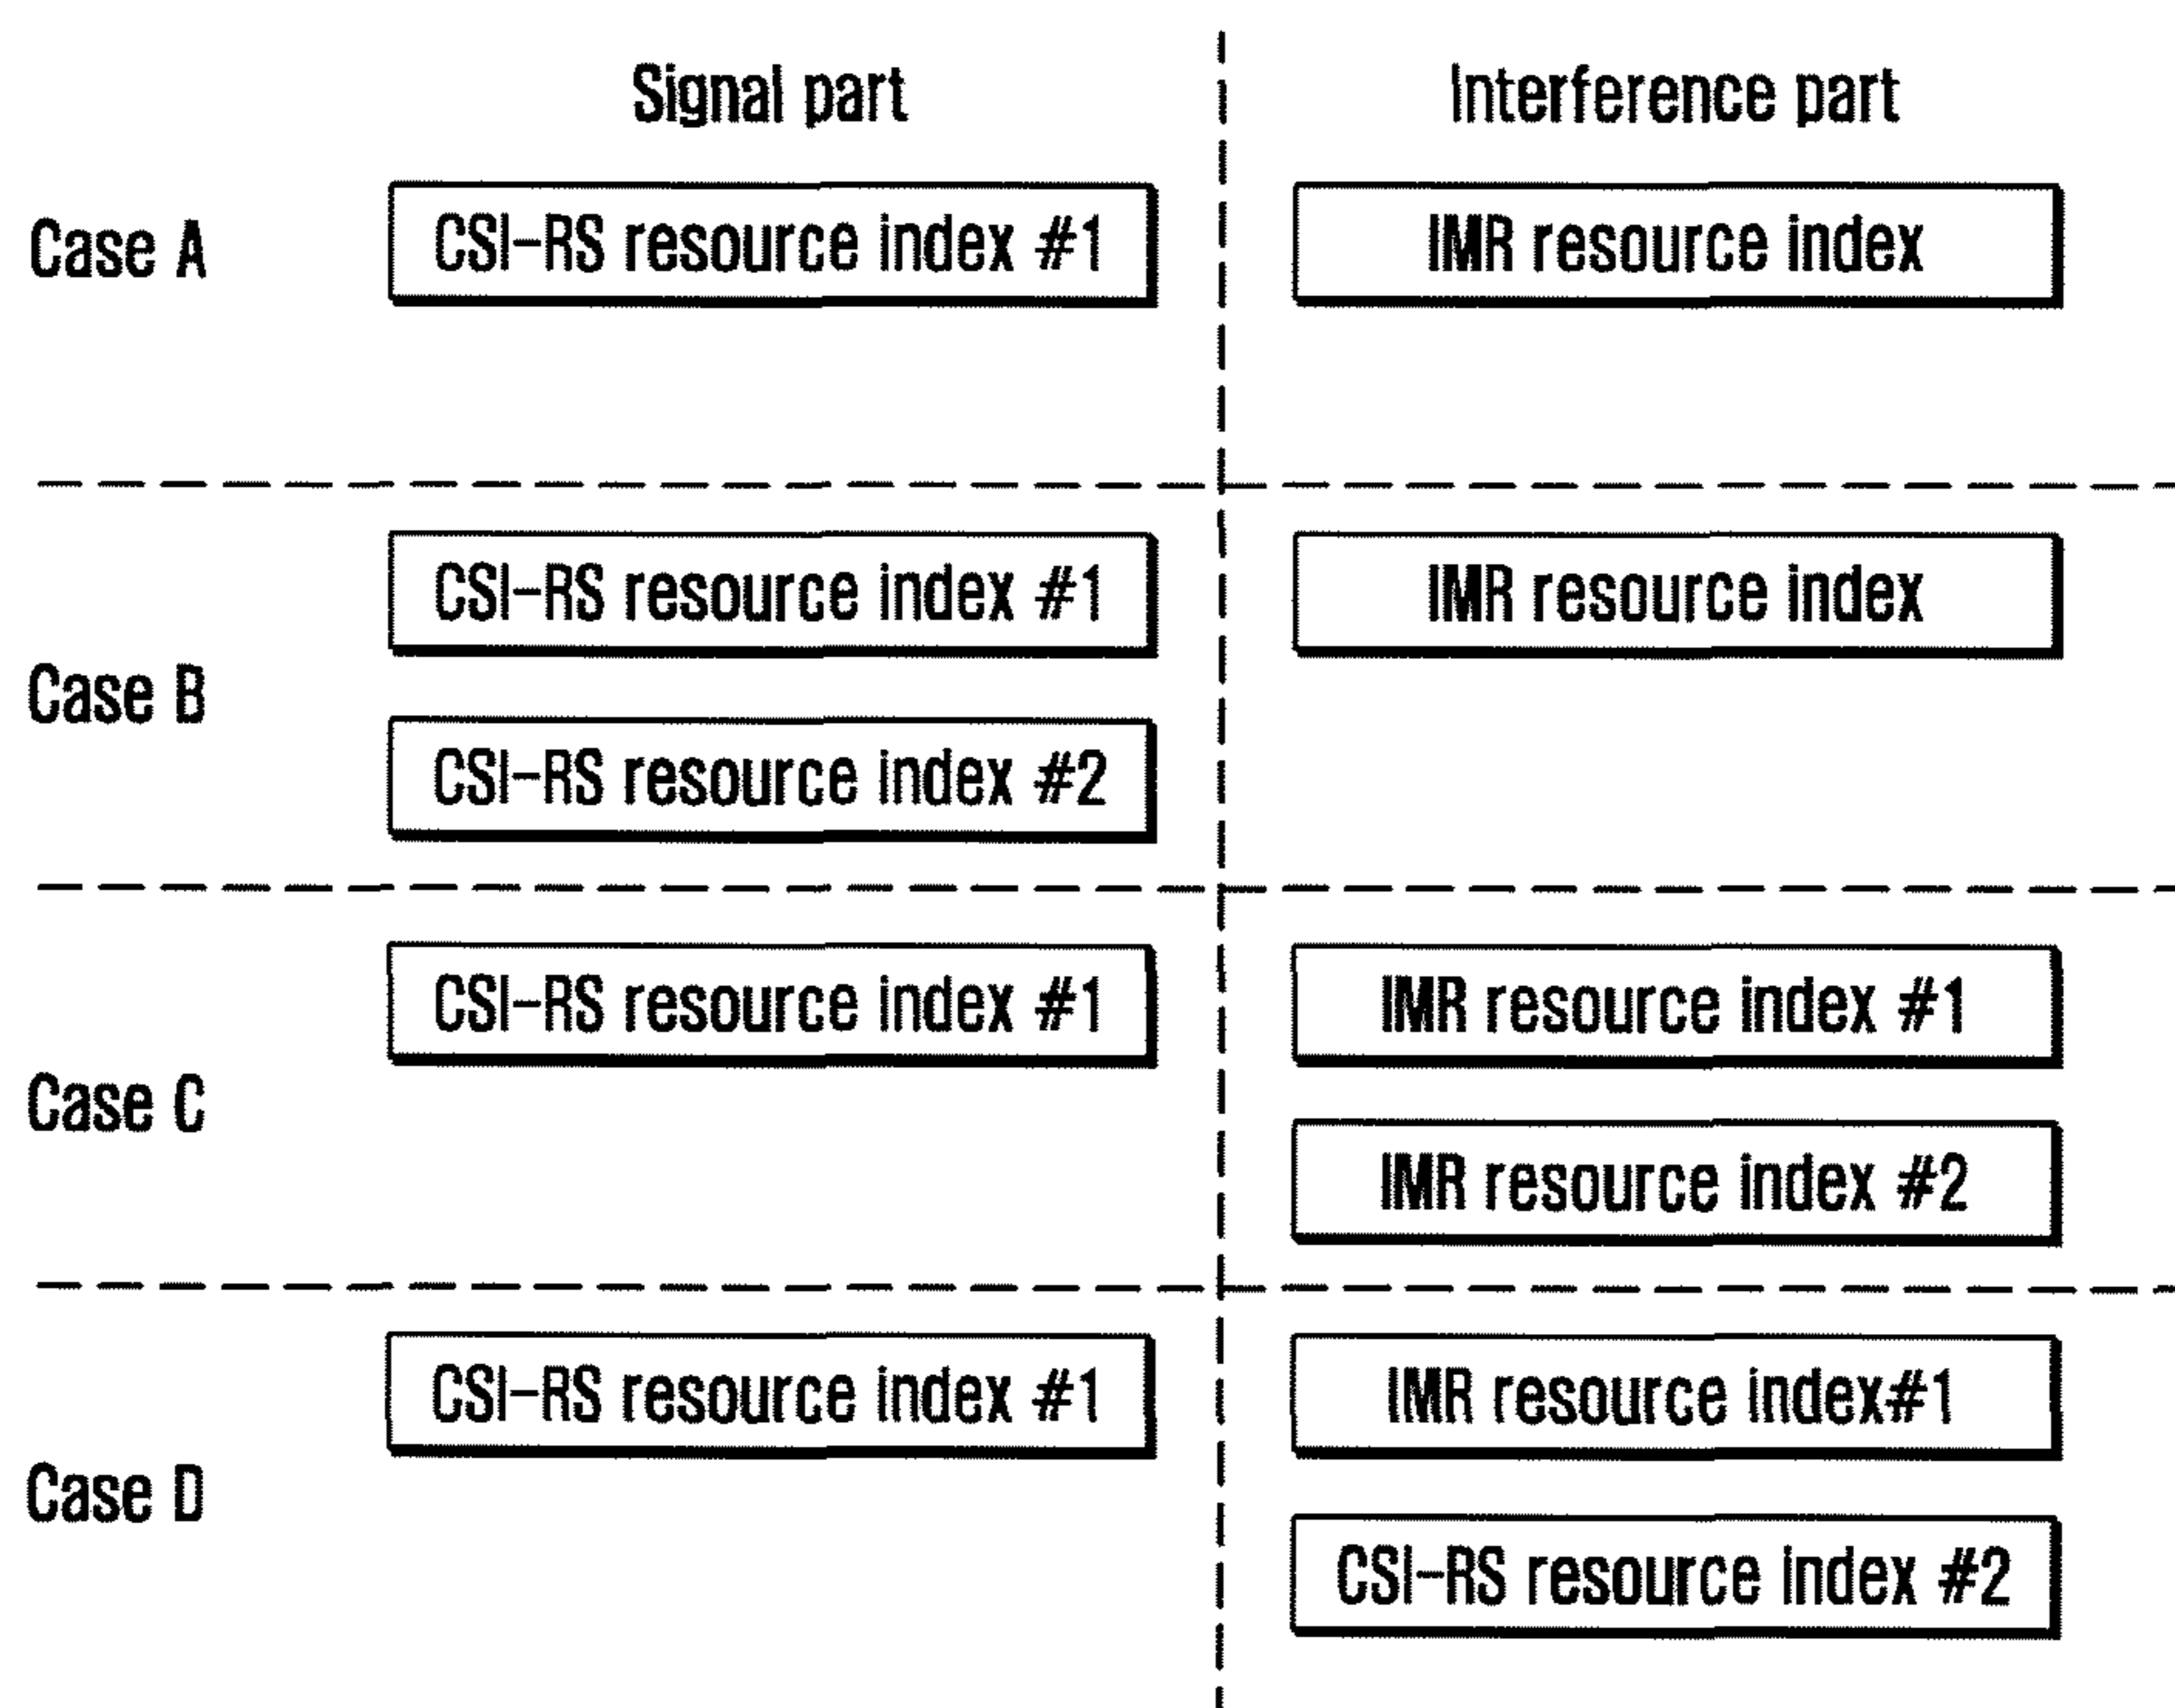 Signal part
Interference part
Case A
CSI-RS resource index #1
IMR resource index
Case B
CSI-RS resource index #1
IMR resource index
CSI-RS resource index #2
Case C
CSI-RS resource index #1
IMR resource index #1
IMR resource index #2
Case D
CSI-RS resource index #1
IMR resource index#1
CSI-RS resource index #2